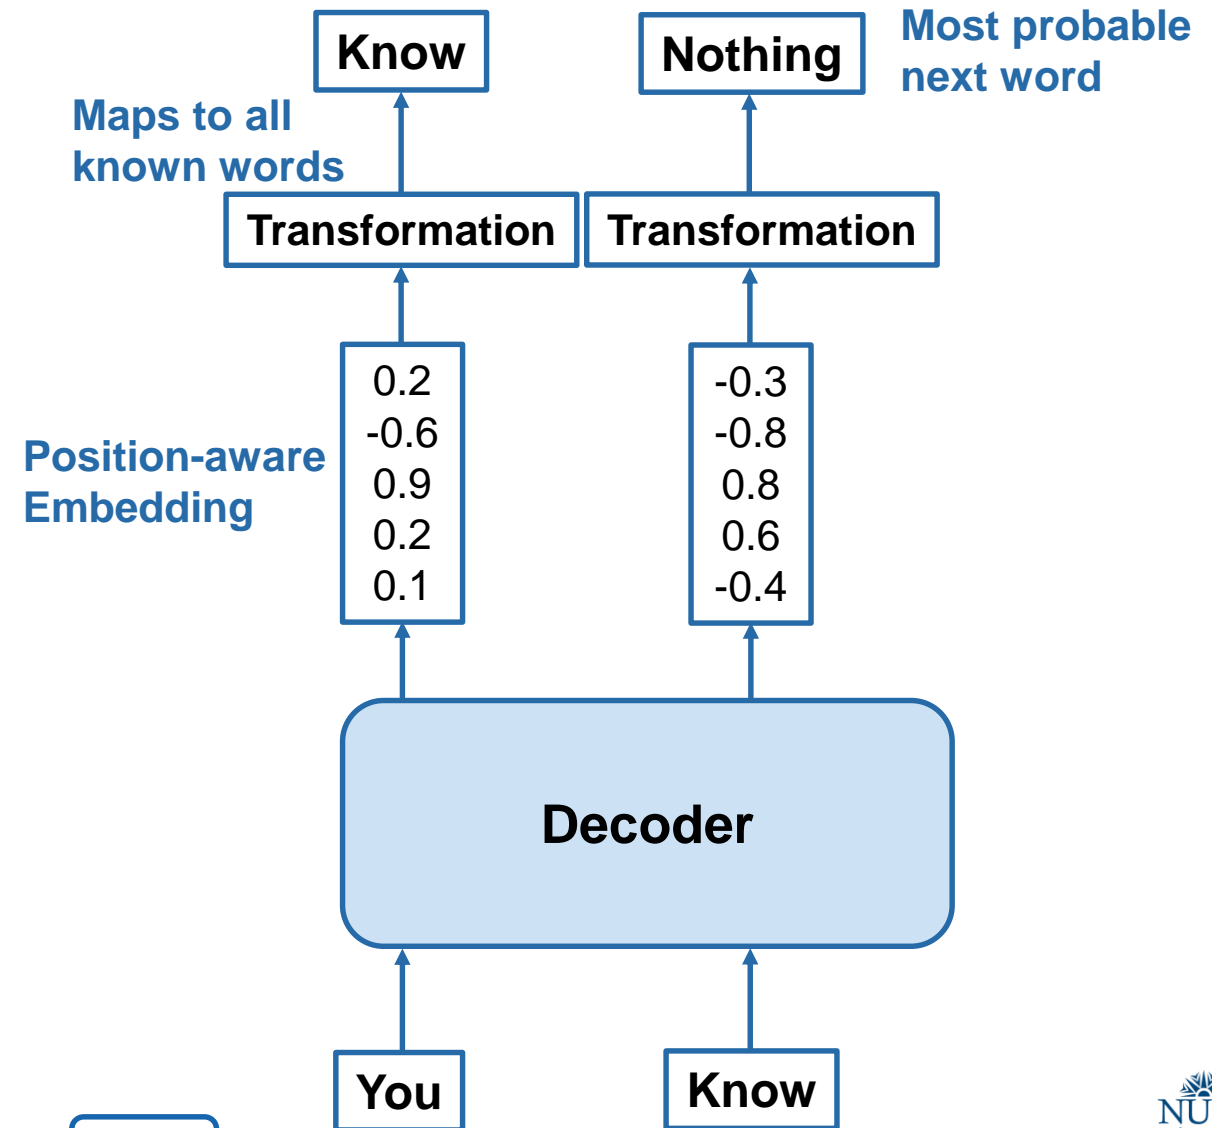 Know
Nothing
Most probable
next word
Maps to all
known words
Transformation
Transformation
Position-aware
Embedding
0.2
-0.6
0.9
0.2
0.1
-0.3
-0.8
0.8
0.6
-0.4
Decoder
You
Know
NU